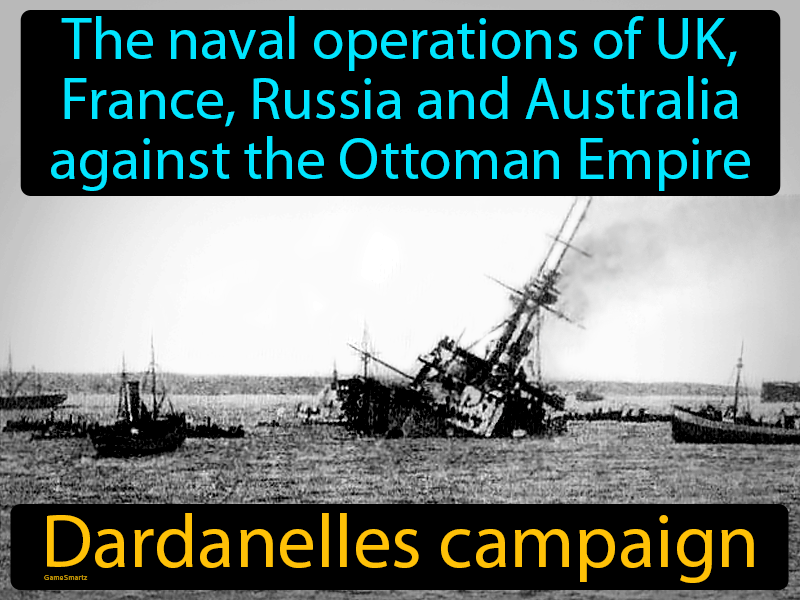 The naval operations of UK,
France, Russia and Australia
against the Ottoman Empire
Dardanelles campaign
GameSmartz